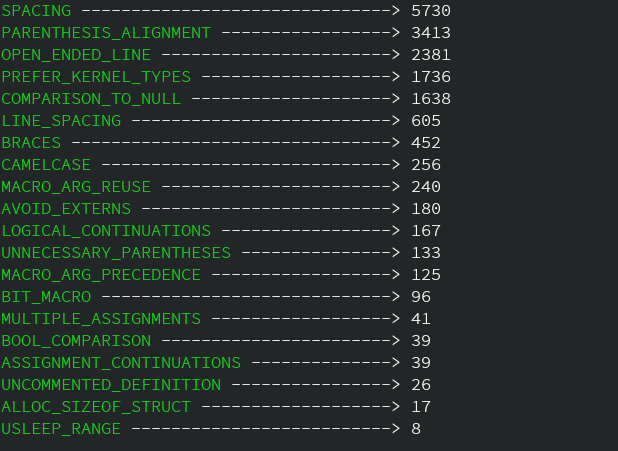 SPACING -------------------------------> 5730
PARENTHESIS_ALIGNMENT -----------------> 3413
OPEN_ENDED_LINE -----------------------> 2381
PREFER_KERNEL_TYPES -------------------> 1736
COMPARISON_TO_NULL --------------------> 1638
LINE_SPACING --------------------------> 605
BRACES --------------------------------> 452
CAMELCASE -----------------------------> 256
MACRO_ARG_REUSE -----------------------> 240
AVOID_EXTERNS -------------------------> 180
LOGICAL_CONTINUATIONS -----------------> 167
UNNECESSARY_PARENTHESES ---------------> 133
MACRO_ARG_PRECEDENCE ------------------> 125
BIT_MACRO -----------------------------> 96
MULTIPLE_ASSIGNMENTS ------------------> 41
BOOL_COMPARISON -----------------------> 39
ASSIGNMENT_CONTINUATIONS --------------> 39
UNCOMMENTED_DEFINITION ----------------> 26
ALLOC_SIZEOF_STRUCT -------------------> 17
USLEEP_RANGE --------------------------> 8